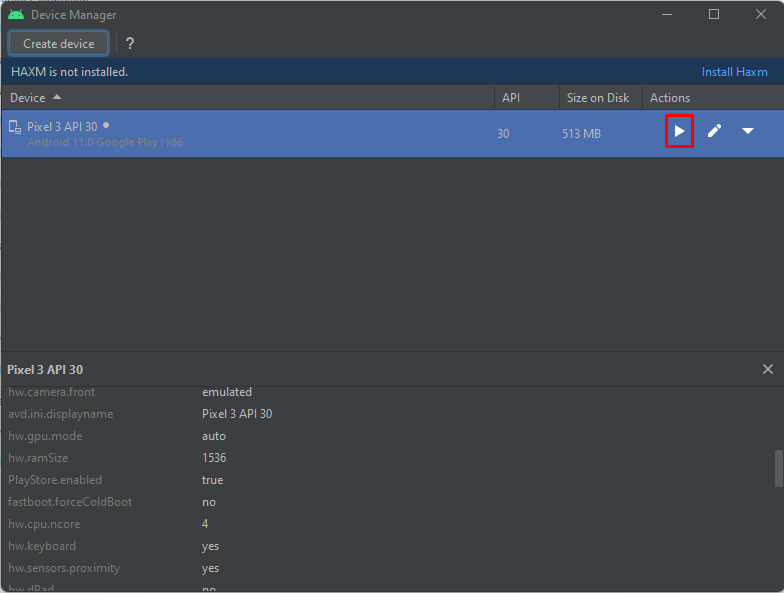 Device Manager
Create device ?
HAXM is not installed. Install Haxm
Device API Size on Disk Actions
Pixel 3 API 30 30 513 MB
Android 11.0 Google Play | x86
Pixel 3 API 30
hw.camera.front emulated
avd.ini.displayname Pixel 3 API 30
hw.gpu.mode auto
hw.ramSize 1536
PlayStore.enabled true
fastboot.forceColdBoot no
hw.cpu.ncore 4
hw.keyboard yes
hw.sensors.proximity yes
hw.dPad no